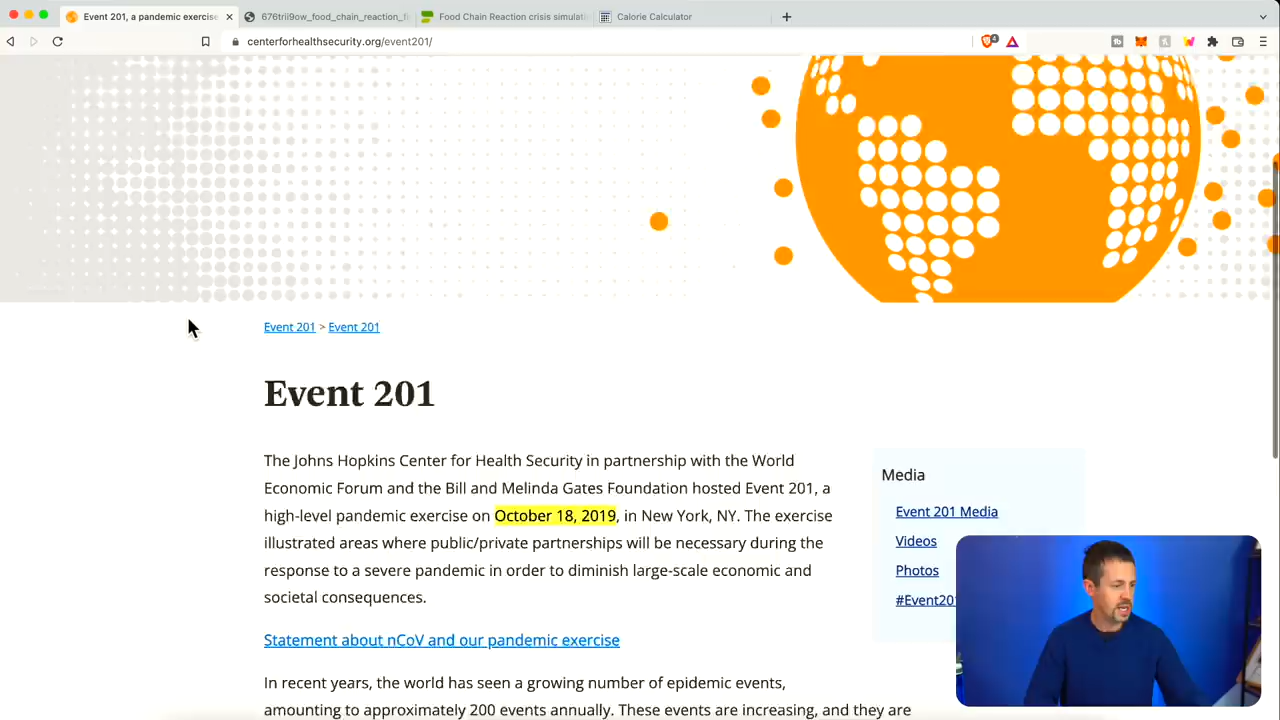 Event 201, a pandemic exercise
676trii9ow_food_chain_reaction_fi
Food Chain Reaction crisis simulati
Calorie Calculator
centerforhealthsecurity.org/event201/
Event 201 > Event 201
Event 201
The Johns Hopkins Center for Health Security in partnership with the World
Economic Forum and the Bill and Melinda Gates Foundation hosted Event 201, a
high-level pandemic exercise on October 18, 2019, in New York, NY. The exercise
illustrated areas where public/private partnerships will be necessary during the
response to a severe pandemic in order to diminish large-scale economic and
societal consequences.
Statement about nCoV and our pandemic exercise
In recent years, the world has seen a growing number of epidemic events,
amounting to approximately 200 events annually. These events are increasing, and they are
Media
Event 201 Media
Videos
Photos
#Event201